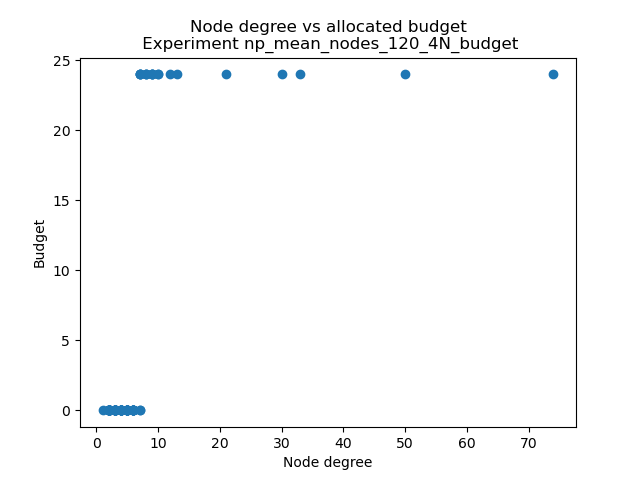 Node degree vs allocated budget
Experiment np_mean_nodes_120_4N_budget
25
20
15
10
5
0
Budget
0 10 20 30 40 50 60 70
Node degree